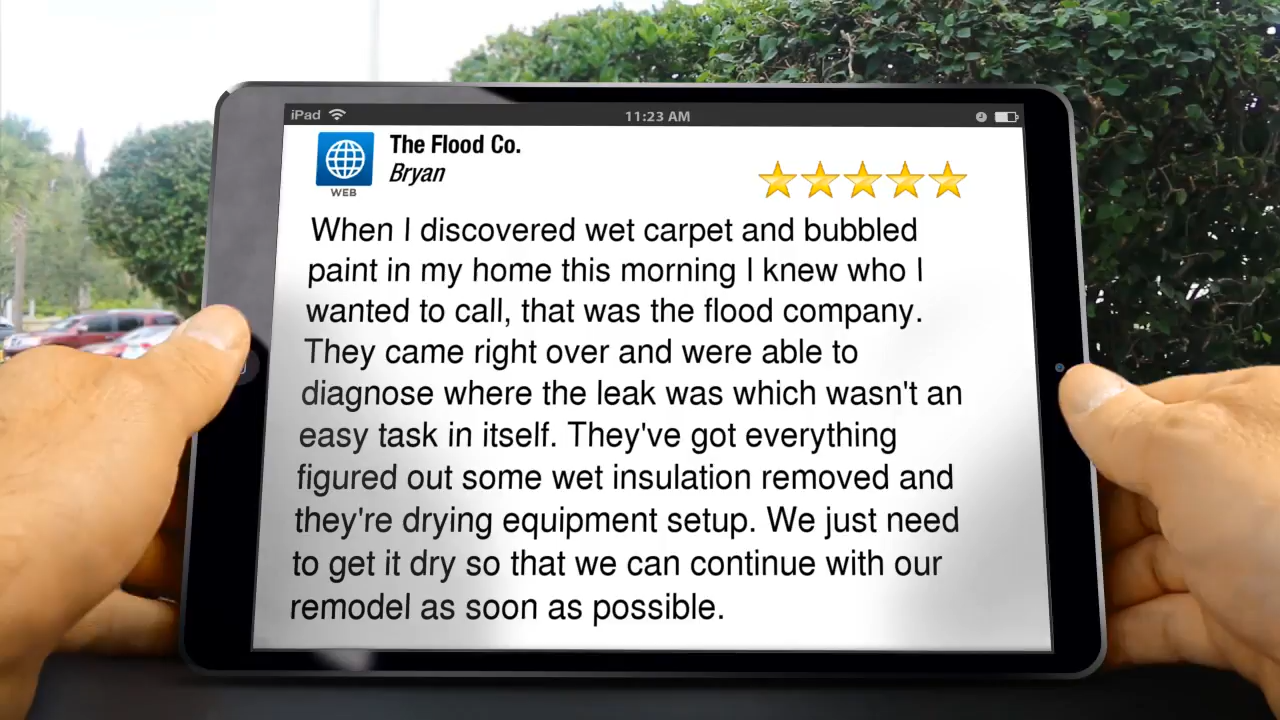 iPad 11:23 AM
The Flood Co.
Bryan
WEB
When I discovered wet carpet and bubbled
paint in my home this morning I knew who I
wanted to call, that was the flood company.
They came right over and were able to
diagnose where the leak was which wasn't an
easy task in itself. They've got everything
figured out some wet insulation removed and
they're drying equipment setup. We just need
to get it dry so that we can continue with our
remodel as soon as possible.